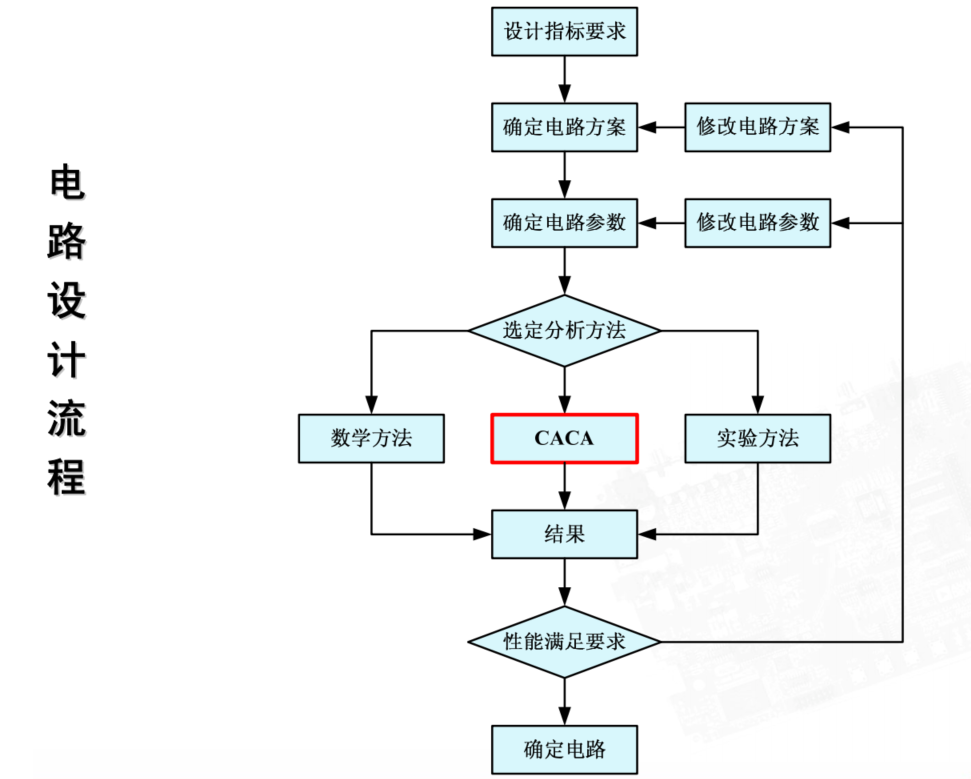 电路设计流程
设计指标要求
确定电路方案
修改电路方案
确定电路参数
修改电路参数
选定分析方法
数学方法
CACA
实验方法
结果
性能满足要求
确定电路